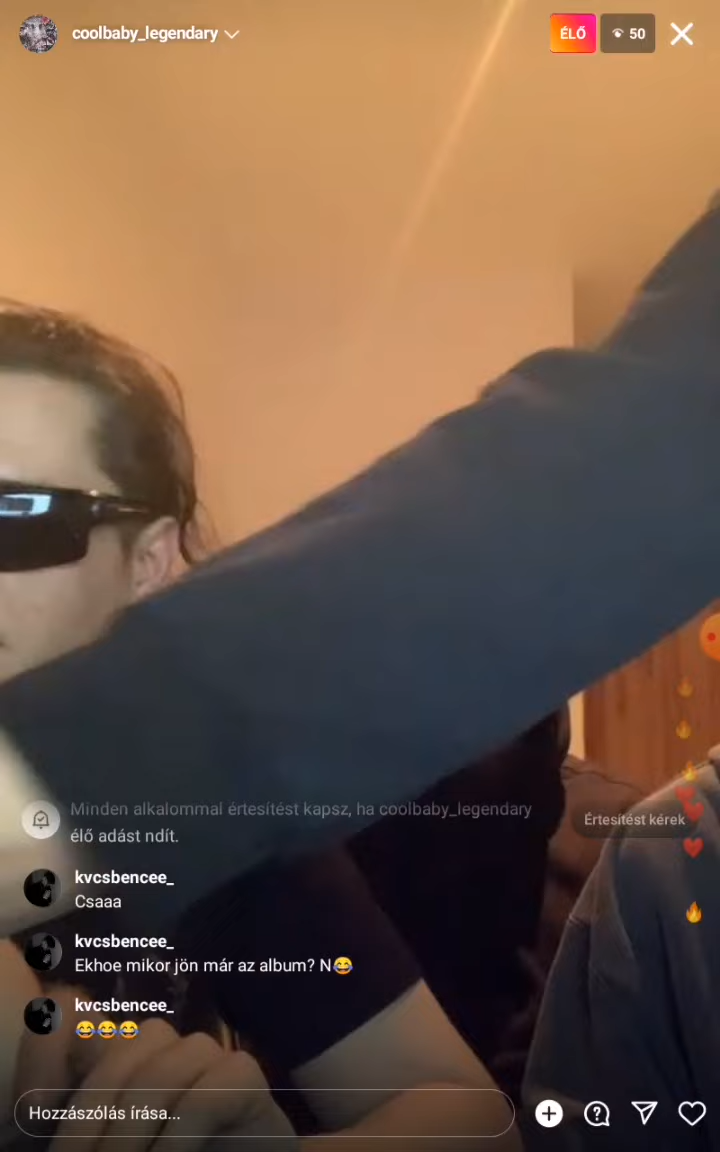 coolbaby_legendary
ÉLŐ
50
Minden alkalommal értesítést kapsz, ha coolbaby_legendary
élő adást ndít.
Értesítést kérek
kvcsbencee_
Csaaa
kvcsbencee_
Ekhoe mikor jön már az album? N😂
kvcsbencee_
😂😂😂
Hozzászólás írása...